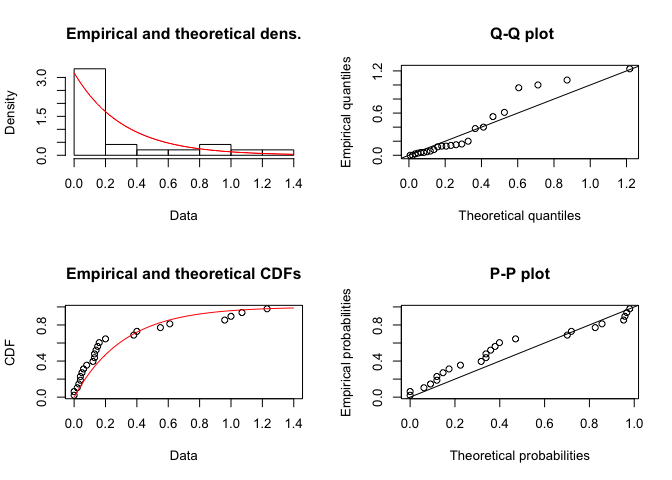 Empirical and theoretical dens.
Density
0.0 1.5 3.0
0.0 0.2 0.4 0.6 0.8 1.0 1.2 1.4
Data
Q-Q plot
Empirical quantiles
0.0 0.6 1.2
0.0 0.2 0.4 0.6 0.8 1.0 1.2
Theoretical quantiles
Empirical and theoretical CDFs
CDF
0.0 0.4 0.8
0.0 0.2 0.4 0.6 0.8 1.0 1.2 1.4
Data
P-P plot
Empirical probabilities
0.0 0.4 0.8
0.0 0.2 0.4 0.6 0.8 1.0
Theoretical probabilities